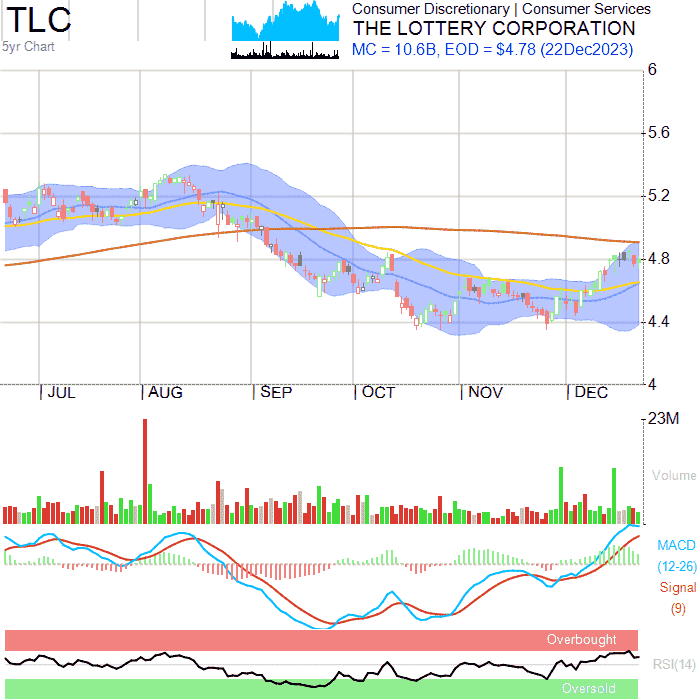 TLC
5yr Chart
Consumer Discretionary | Consumer Services
THE LOTTERY CORPORATION
MC = 10.6B, EOD = $4.78 (22Dec2023)
6
5.6
5.2
4.8
4.4
4
JUL AUG SEP OCT NOV DEC
23M
Volume
MACD
(12-26)
Signal
(9)
Overbought
RSI(14)
Oversold